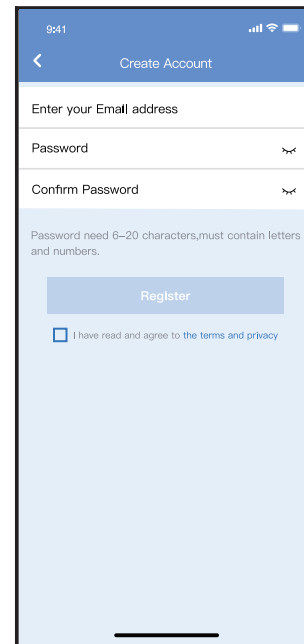 9:41
Create Account
Enter your Email address
Password
Confirm Password
Password need 6–20 characters,must contain letters
and numbers.
Register
I have read and agree to the terms and privacy